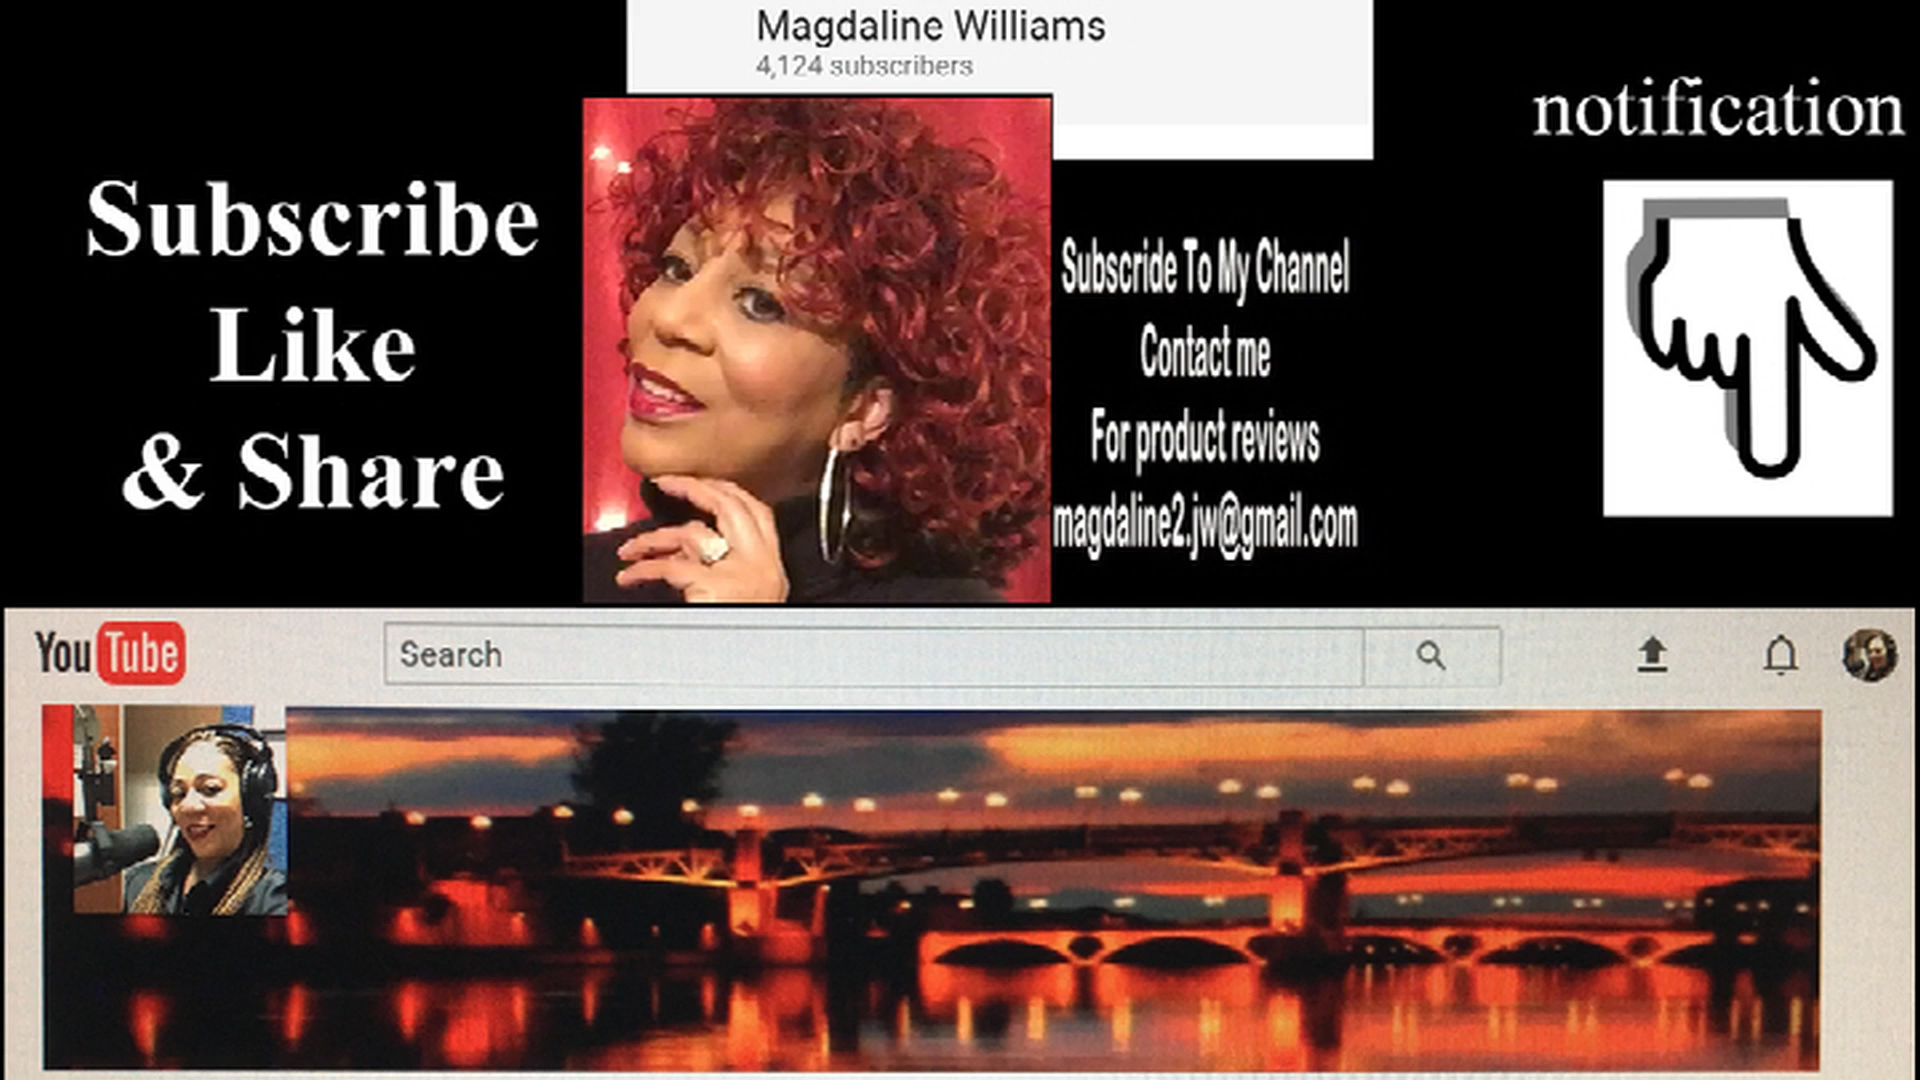 Magdaline Williams
4,124 subscribers
notification
Subscribe
Like
& Share
Subscride To My Channel
Contact me
For product reviews
magdaline2.jw@gmail.com
YouTube
Search